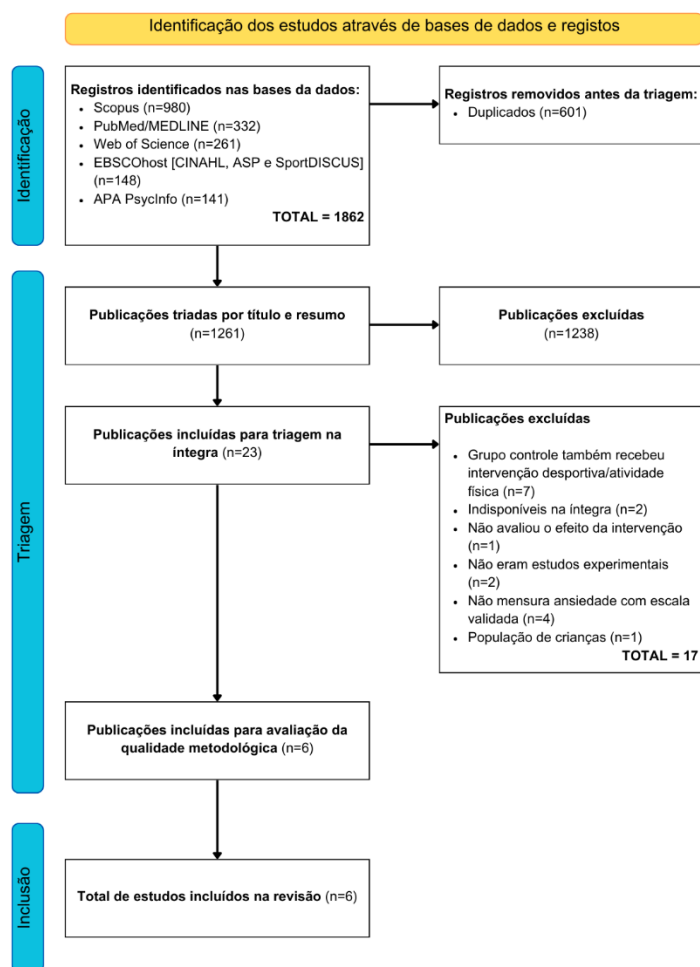 Identificação dos estudos através de bases de dados e registos
Identificação
Registros identificados nas bases da dados:
• Scopus (n=980)
• PubMed/MEDLINE (n=332)
• Web of Science (n=261)
• EBSCOhost [CINAHL, ASP e SportDISCUS]
(n=148)
• APA PsycInfo (n=141)
TOTAL = 1862
Registros removidos antes da triagem:
• Duplicados (n=601)
Triagem
Publicações triadas por título e resumo
(n=1261)
Publicações excluídas
(n=1238)
Publicações incluídas para triagem na
íntegra (n=23)
Publicações excluídas
• Grupo controle também recebeu
intervenção desportiva/atividade
física (n=7)
• Indisponíveis na íntegra (n=2)
• Não avaliou o efeito da intervenção
(n=1)
• Não eram estudos experimentais
(n=2)
• Não mensura ansiedade com escala
validada (n=4)
• População de crianças (n=1)
TOTAL = 17
Publicações incluídas para avaliação da
qualidade metodológica (n=6)
Inclusão
Total de estudos incluídos na revisão (n=6)